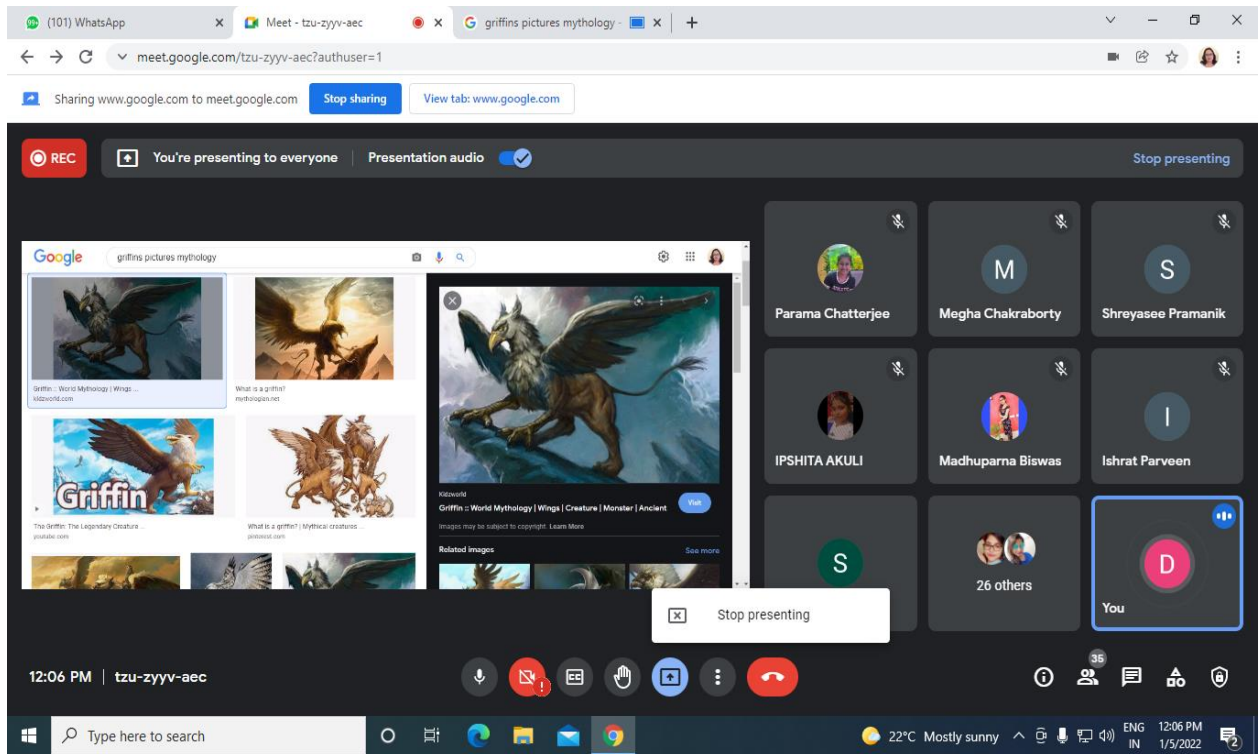 (101) WhatsApp
Meet - tzu-zyyv-aec
griffins pictures mythology -
meet.google.com/tzu-zyyv-aec?authuser=1
Sharing www.google.com to meet.google.com
Stop sharing
View tab: www.google.com
REC
You're presenting to everyone
Presentation audio
Stop presenting
Google
griffins pictures mythology
Griffin :: World Mythology | Wings ...
kidzworld.com
What is a griffin?
mythologian.net
Griffin
The Griffin: The Legendary Creature ...
youtube.com
What is a griffin? | Mythical creatures ...
pinterest.com
Kidzworld
Griffin :: World Mythology | Wings | Creature | Monster | Ancient
Visit
Images may be subject to copyright. Learn More
Related images
See more
Parama Chatterjee
M
Megha Chakraborty
S
Shreyasee Pramanik
IPSHITA AKULI
Madhuparna Biswas
I
Ishrat Parveen
S
26 others
D
You
Stop presenting
12:06 PM | tzu-zyyv-aec
CC
35
Type here to search
22°C Mostly sunny
ENG
IN
12:06 PM
1/5/2022
2